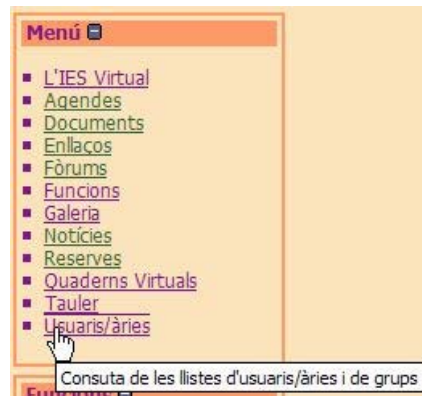 Menú
L'IES Virtual
Agendes
Documents
Enllaços
Fòrums
Funcions
Galeria
Notícies
Reserves
Quaderns Virtuals
Tauler
Usuaris/àries
Consuta de les llistes d'usuaris/àries i de grups
Funcions